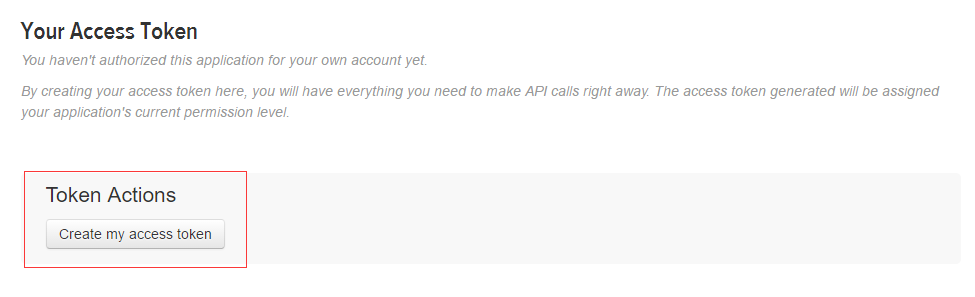 Your Access Token
You haven't authorized this application for your own account yet.
By creating your access token here, you will have everything you need to make API calls right away. The access token generated will be assigned
your application's current permission level.
Token Actions
Create my access token